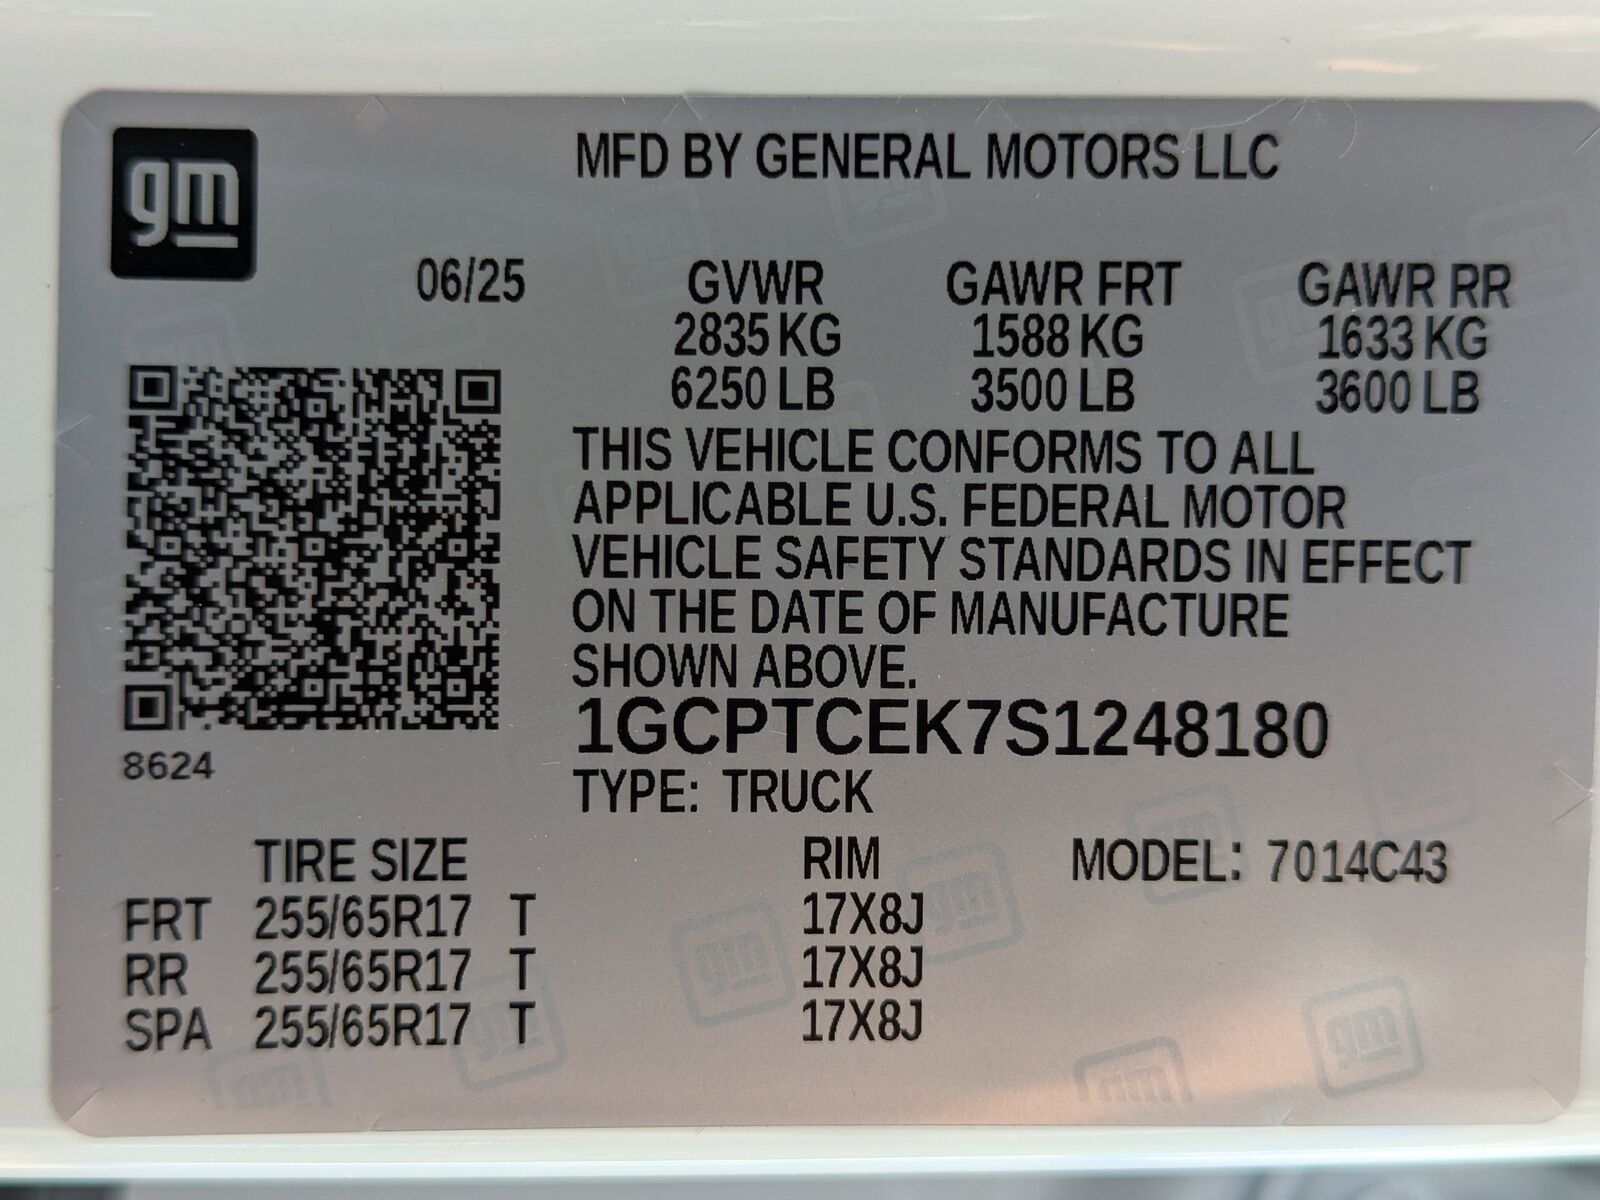 gm
MFD BY GENERAL MOTORS LLC
06/25 GVWR GAWR FRT GAWR RR
2835 KG 1588 KG 1633 KG
6250 LB 3500 LB 3600 LB
THIS VEHICLE CONFORMS TO ALL
APPLICABLE U.S. FEDERAL MOTOR
VEHICLE SAFETY STANDARDS IN EFFECT
ON THE DATE OF MANUFACTURE
SHOWN ABOVE.
1GCPTCEK7S1248180
8624
TYPE: TRUCK
TIRE SIZE RIM MODEL: 7014C43
FRT 255/65R17 T 17X8J
RR 255/65R17 T 17X8J
SPA 255/65R17 T 17X8J